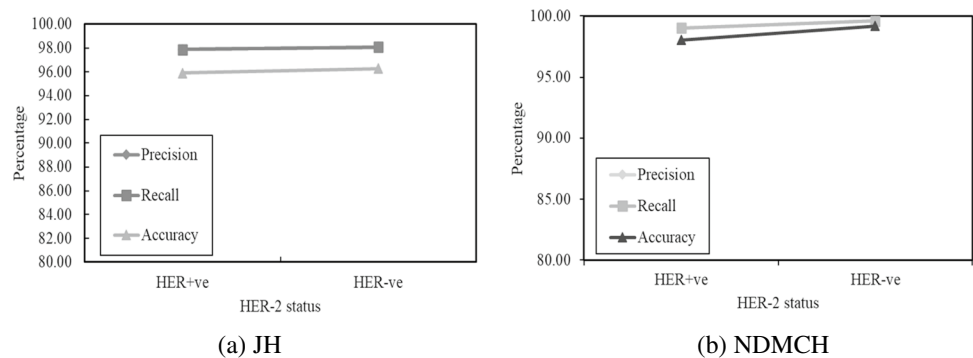 100.00
98.00
96.00
94.00
92.00
90.00
88.00
86.00
84.00
82.00
80.00
Percentage
Precision
Recall
Accuracy
HER+ve HER-ve
HER-2 status
(a) JH
100.00
95.00
90.00
85.00
80.00
Percentage
Precision
Recall
Accuracy
HER+ve HER-ve
HER-2 status
(b) NDMCH